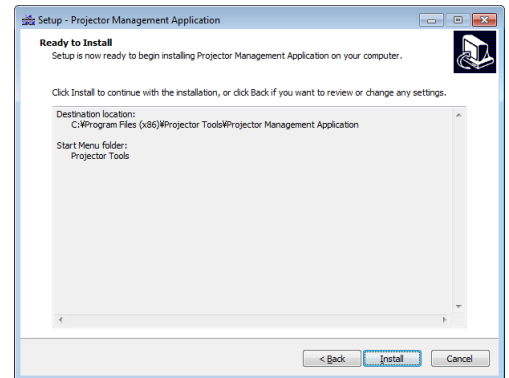 Setup - Projector Management Application
Ready to Install
Setup is now ready to begin installing Projector Management Application on your computer.
Click Install to continue with the installation, or click Back if you want to review or change any settings.
Destination location:
C:¥Program Files (x86)¥Projector Tools¥Projector Management Application
Start Menu folder:
Projector Tools
< Back
Install
Cancel